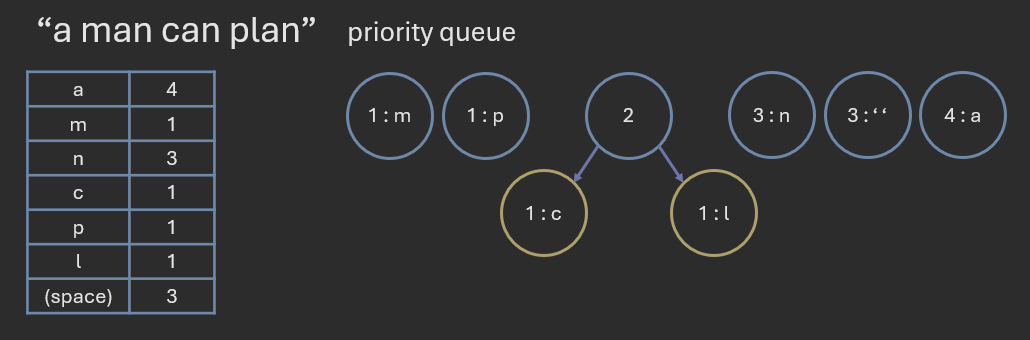 “a man can plan” priority queue
a 4
m 1
n 3
c 1
p 1
l 1
(space) 3
1 : m 1 : p 2 3 : n 3 : ‘‘ 4 : a
1 : c 1 : l